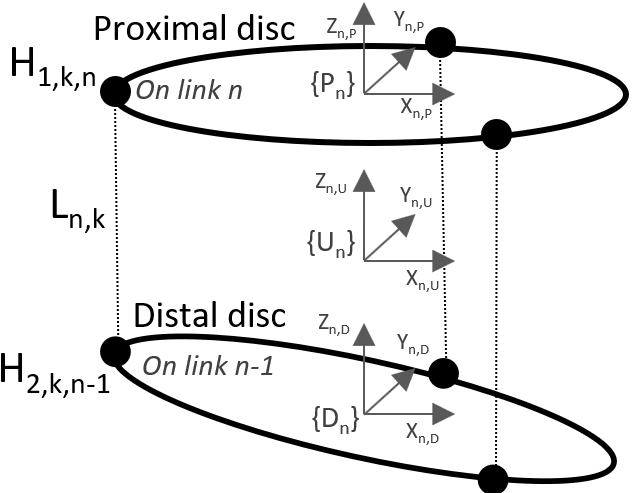 Proximal disc
Z_{n,P}
Y_{n,P}
H_{1,k,n}
On link n
{P_n}
X_{n,P}
Z_{n,U}
Y_{n,U}
L_{n,k}
{U_n}
X_{n,U}
Distal disc
Z_{n,D}
Y_{n,D}
H_{2,k,n-1}
On link n-1
{D_n}
X_{n,D}